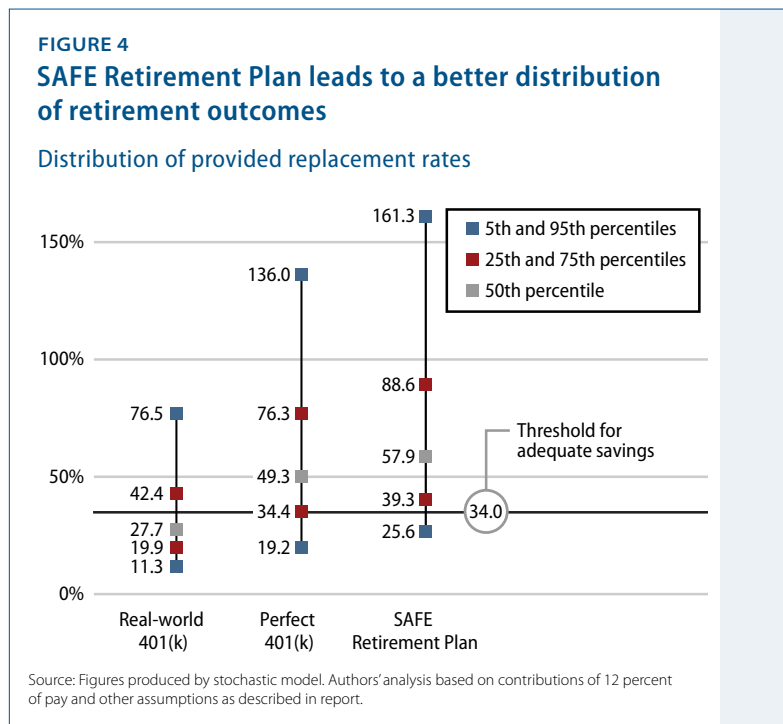 FIGURE 4
SAFE Retirement Plan leads to a better distribution
of retirement outcomes
Distribution of provided replacement rates
150%
100%
50%
0%
76.5
42.4
27.7
19.9
11.3
136.0
76.3
49.3
34.4
19.2
161.3
88.6
57.9
39.3
25.6
5th and 95th percentiles
25th and 75th percentiles
50th percentile
Threshold for
adequate savings
34.0
Real-world
401(k)
Perfect
401(k)
SAFE
Retirement Plan
Source: Figures produced by stochastic model. Authors’ analysis based on contributions of 12 percent
of pay and other assumptions as described in report.